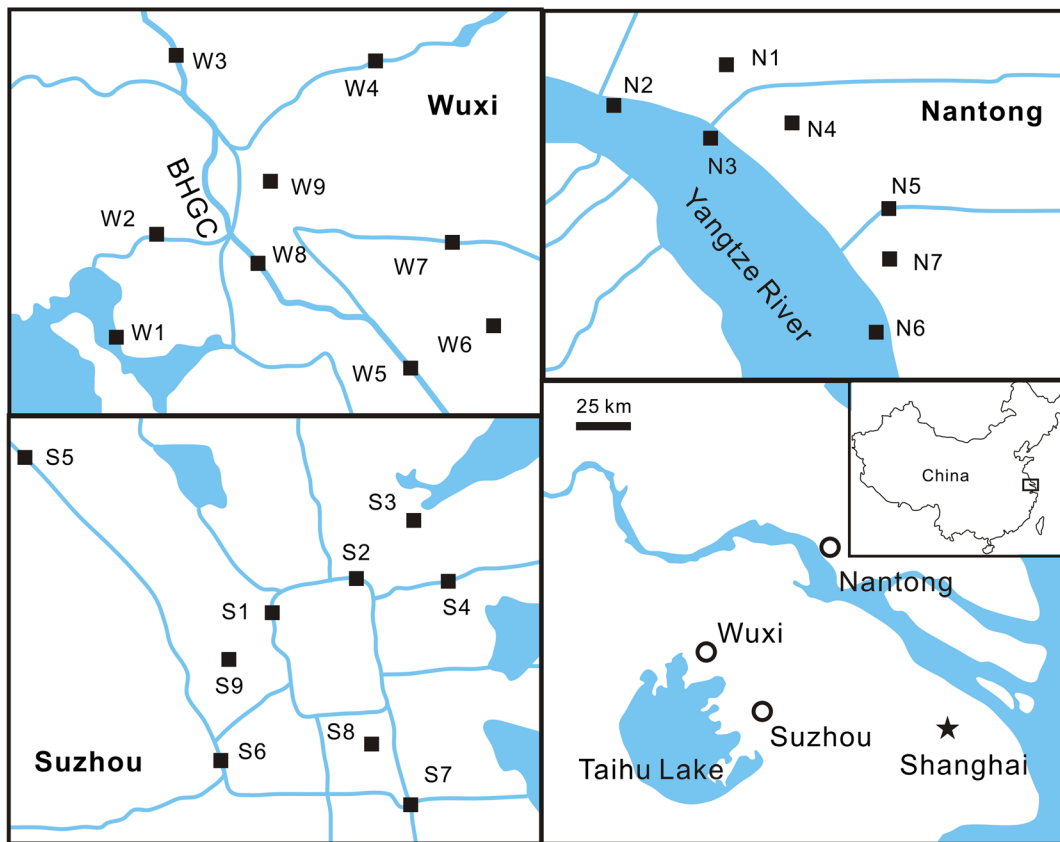 W3
W4
Wuxi
BHGC
W9
W2
W8
W7
W1
W6
W5
N1
N2
N4
Nantong
N3
N5
Yangtze River
N7
N6
S5
S3
S2
S4
S1
S9
S8
Suzhou
S6
S7
25 km
China
Nantong
Wuxi
Suzhou
Taihu Lake
Shanghai